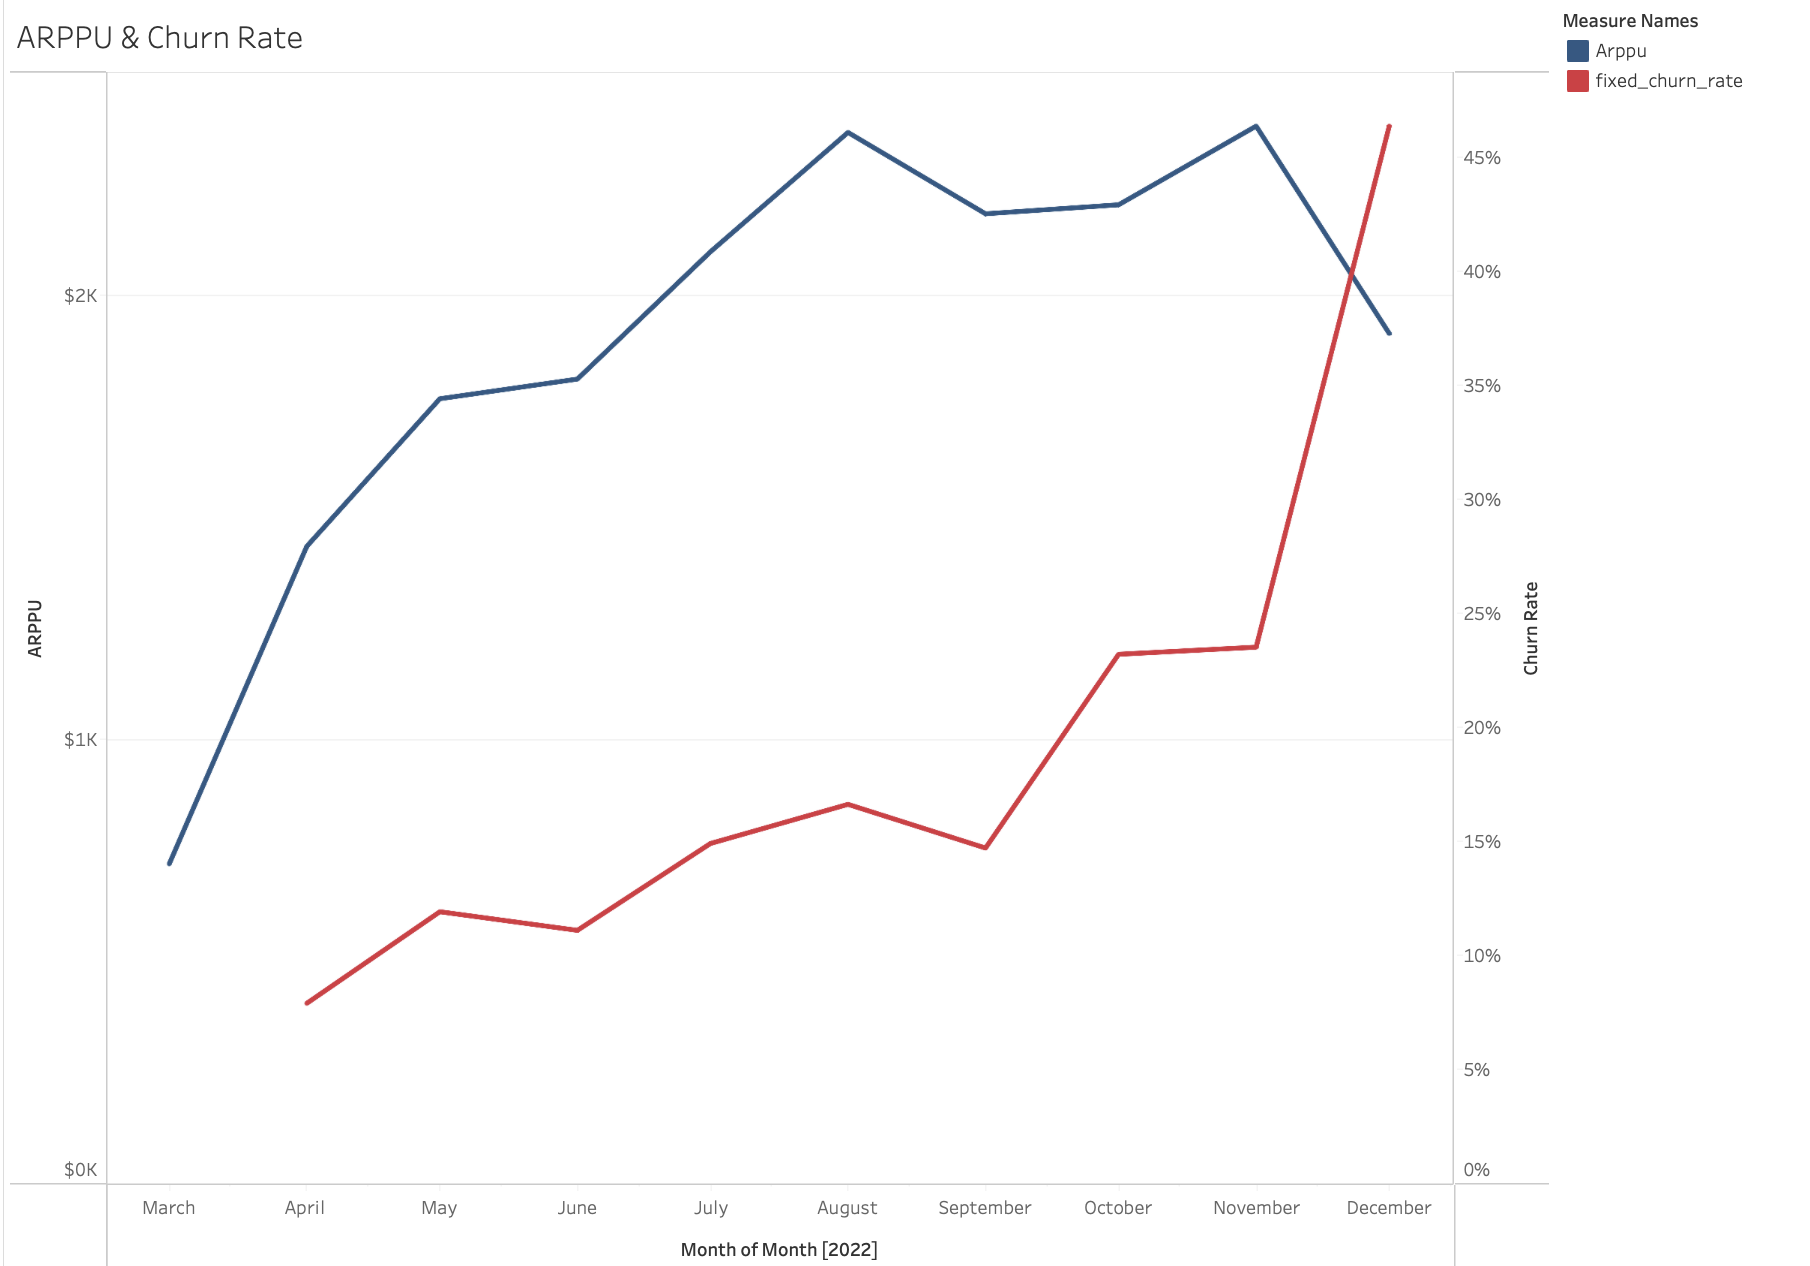 ARPPU & Churn Rate
Measure Names
Arppu
fixed_churn_rate
$2K
$1K
$0K
ARPPU
45%
40%
35%
30%
25%
20%
15%
10%
5%
0%
Churn Rate
March April May June July August September October November December
Month of Month [2022]